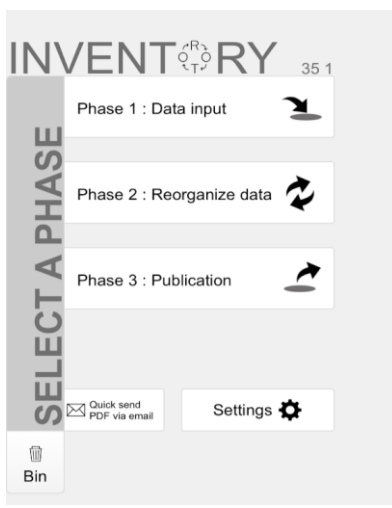 INVENTORY
35 1
SELECT A PHASE
Phase 1 : Data input
Phase 2 : Reorganize data
Phase 3 : Publication
Quick send
PDF via email
Settings
Bin